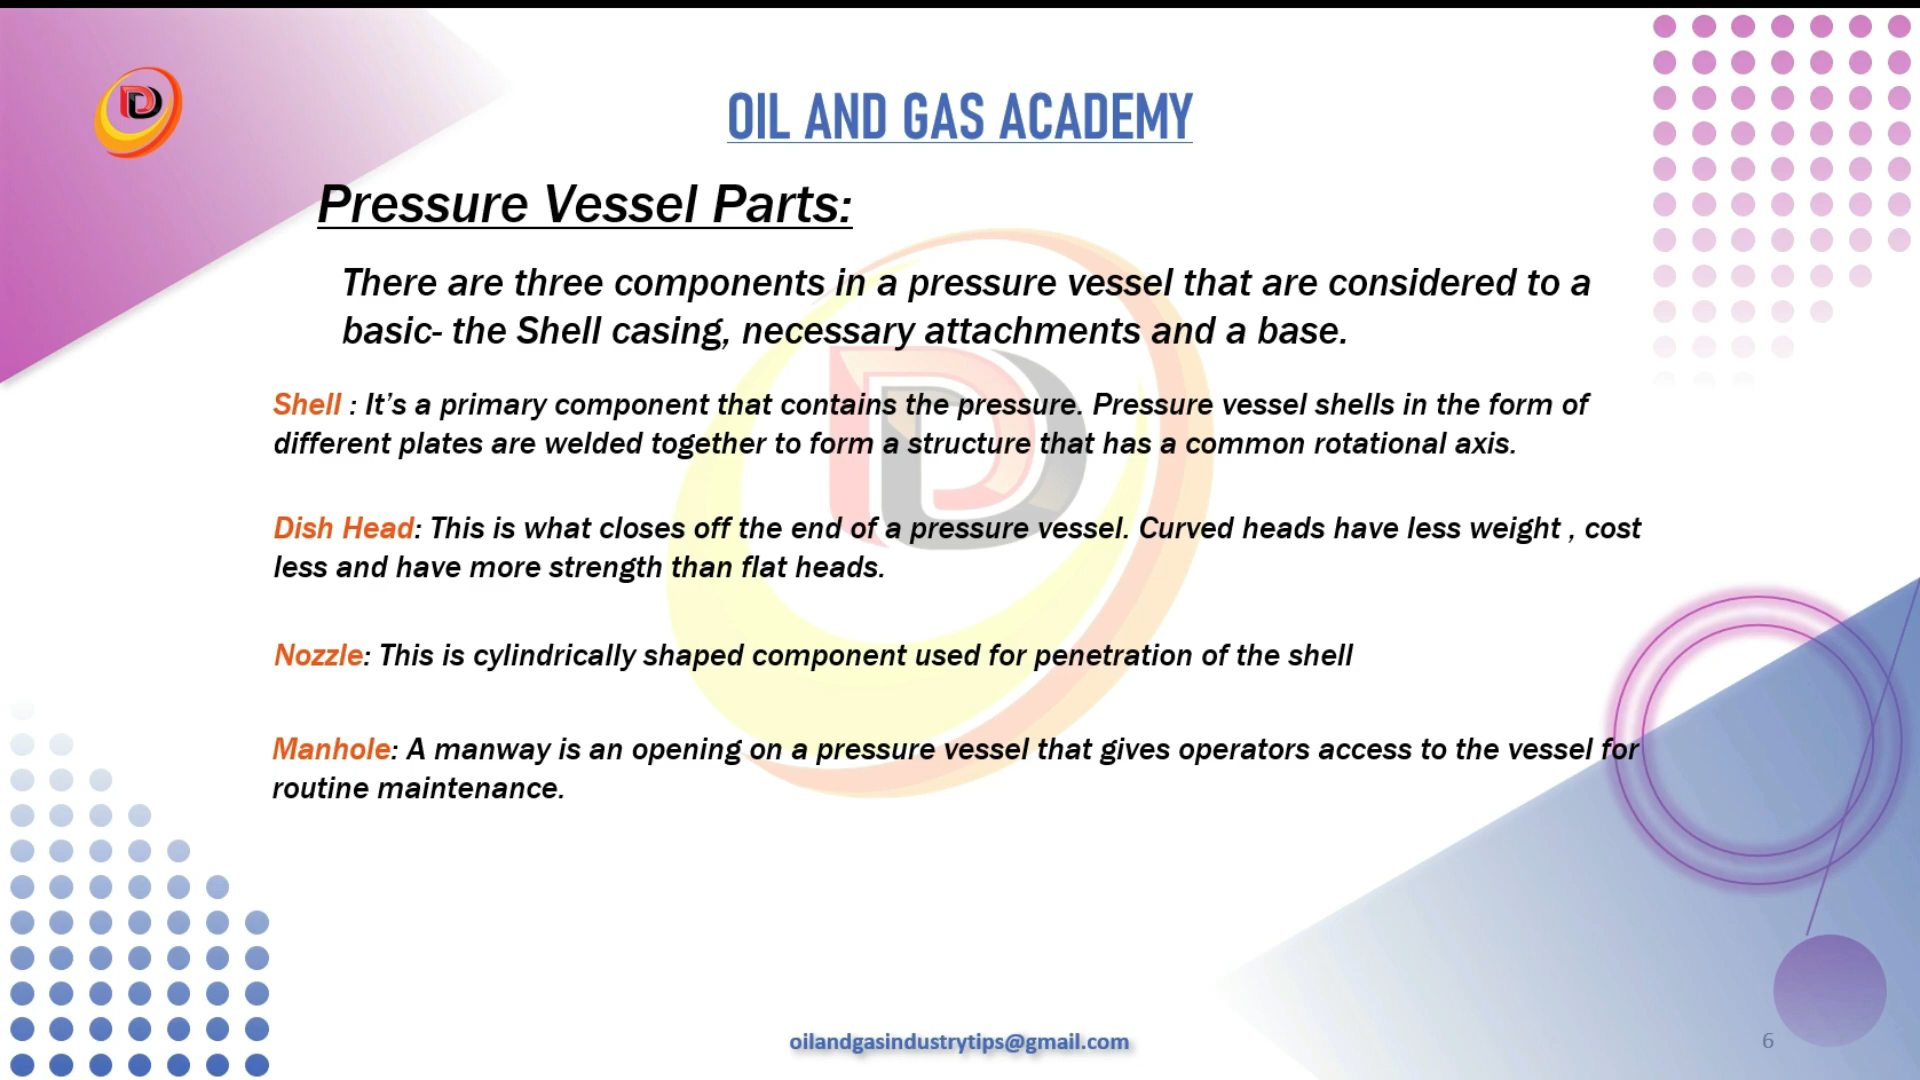 OIL AND GAS ACADEMY
Pressure Vessel Parts:
There are three components in a pressure vessel that are considered to a
basic- the Shell casing, necessary attachments and a base.
Shell : It’s a primary component that contains the pressure. Pressure vessel shells in the form of
different plates are welded together to form a structure that has a common rotational axis.
Dish Head: This is what closes off the end of a pressure vessel. Curved heads have less weight , cost
less and have more strength than flat heads.
Nozzle: This is cylindrically shaped component used for penetration of the shell
Manhole: A manway is an opening on a pressure vessel that gives operators access to the vessel for
routine maintenance.
oilandgasindustrytips@gmail.com
6